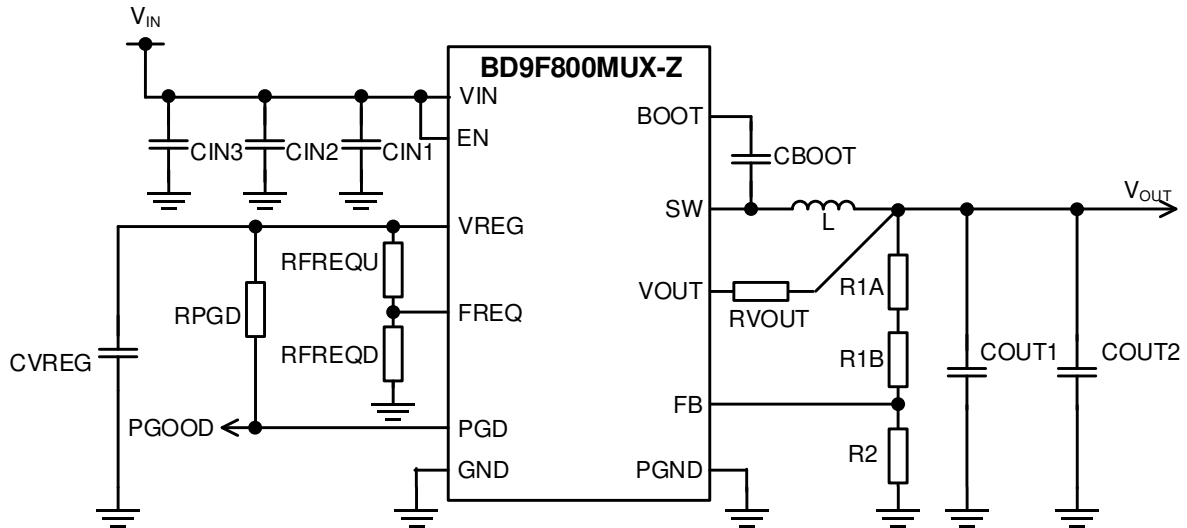 VIN
BD9F800MUX-Z
VIN
BOOT
EN
CIN3
CIN2
CIN1
CBOOT
VOUT
SW
L
VREG
RFREQU
VOUT
R1A
RPGD
FREQ
RVOUT
RFREQD
R1B
COUT1
COUT2
CVREG
FB
PGOOD
PGD
R2
GND
PGND